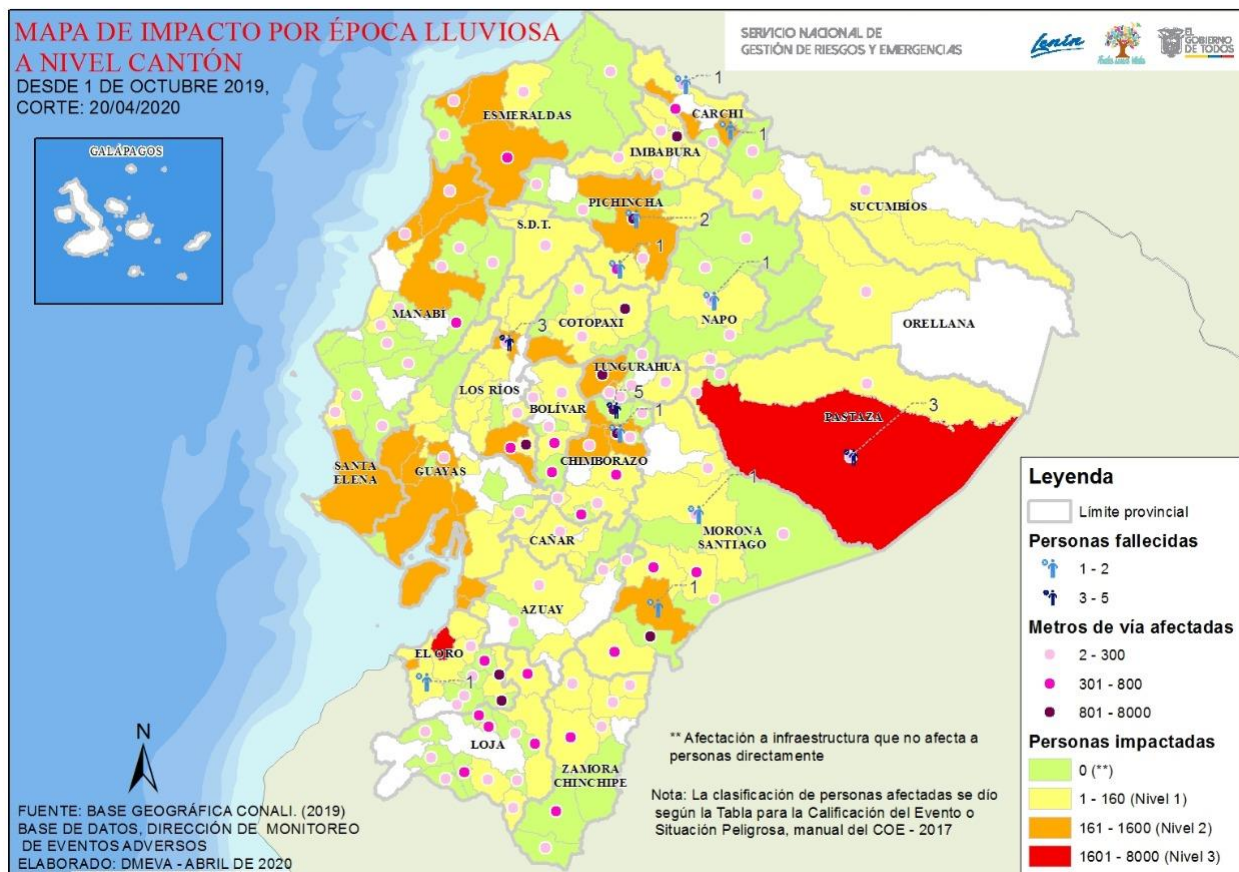 MAPA DE IMPACTO POR ÉPOCA LLUVIOSA
A NIVEL CANTÓN
DESDE 1 DE OCTUBRE 2019,
CORTE: 20/04/2020
SERVICIO NACIONAL DE
GESTIÓN DE RIESGOS Y EMERGENCIAS
Lenín
Toda una Vida
EL GOBIERNO
DE TODOS
GALÁPAGOS
1
ESMERALDAS
CARCHI
1
IMBABURA
SUCUMBÍOS
PICHINCHA
2
S.D.T.
1
1
ORELLANA
MANABI
COTOPAXI
NAPO
3
TUNGURAHUA
LOS RÍOS
5
BOLÍVAR
1
PASTAZA
3
SANTA
ELENA
GUAYAS
CHIMBORAZO
1
MORONA
SANTIAGO
CAÑAR
1
AZUAY
EL ORO
1
LOJA
ZAMORA
CHINCHIPE
N
FUENTE: BASE GEOGRÁFICA CONALI. (2019)
BASE DE DATOS, DIRECCIÓN DE MONITOREO
DE EVENTOS ADVERSOS
ELABORADO: DMEVA - ABRIL DE 2020
** Afectación a infraestructura que no afecta a
personas directamente
Nota: La clasificación de personas afectadas se dío
según la Tabla para la Calificación del Evento o
Situación Peligrosa, manual del COE - 2017
Leyenda
Límite provincial
Personas fallecidas
1 - 2
3 - 5
Metros de vía afectadas
2 - 300
301 - 800
801 - 8000
Personas impactadas
0 (**)
1 - 160 (Nivel 1)
161 - 1600 (Nivel 2)
1601 - 8000 (Nivel 3)